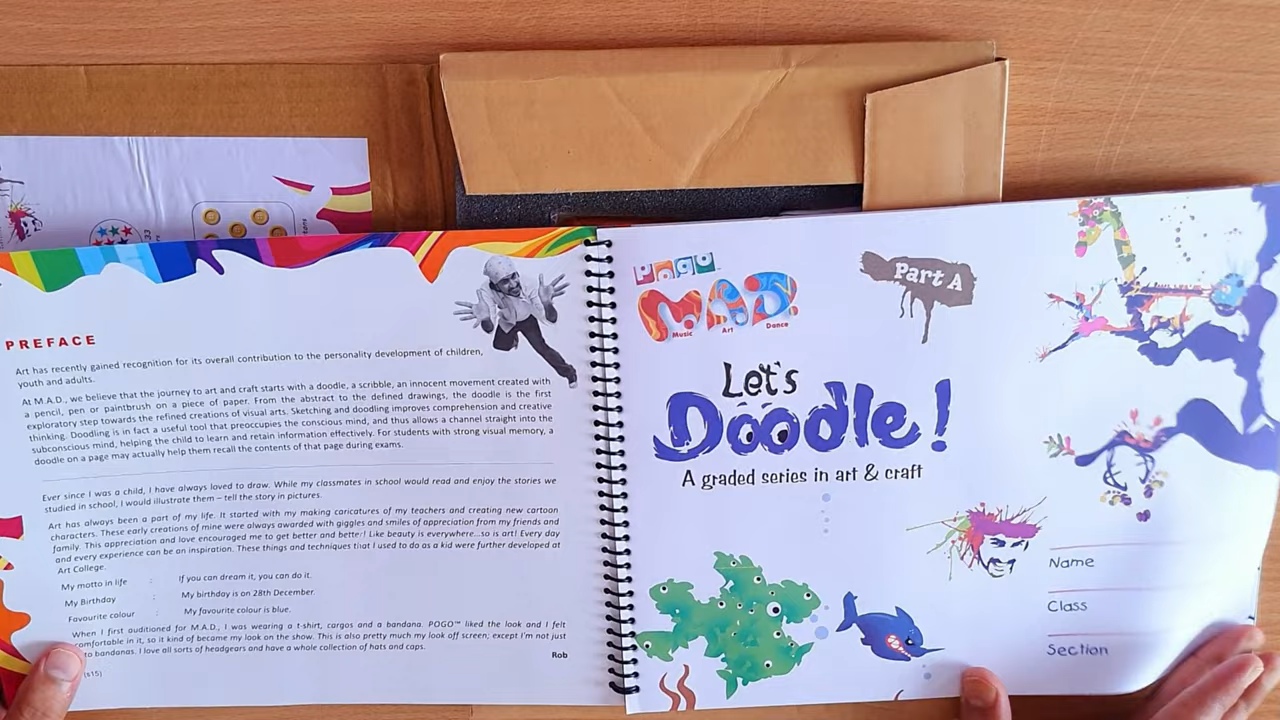 PREFACE
Art has recently gained recognition for its overall contribution to the personality development of children,
youth and adults.
At M.A.D., we believe that the journey to art and craft starts with a doodle, a scribble, an innocent movement created with
a pencil, pen or paintbrush on a piece of paper. From the abstract to the defined drawings, the doodle is the first
exploratory step towards the refined creations of visual arts. Sketching and doodling improves comprehension and creative
thinking. Doodling is in fact a useful tool that preoccupies the conscious mind, and thus allows a channel straight into the
subconscious mind, helping the child to learn and retain information effectively. For students with strong visual memory, a
doodle on a page may actually help them recall the contents of that page during exams.
Ever since I was a child, I have always loved to draw. While my classmates in school would read and enjoy the stories we
studied in school, I would illustrate them – tell the story in pictures.
Art has always been a part of my life. It started with my making caricatures of my teachers and creating new cartoon
characters. These early creations of mine were always awarded with giggles and smiles of appreciation from my friends and
family. This appreciation and love encouraged me to get better and better! Like beauty is everywhere...so is art! Every day
and every experience can be an inspiration. These things and techniques that I used to do as a kid were further developed at
Art College.
My motto in life : If you can dream it, you can do it.
My Birthday : My birthday is on 28th December.
Favourite colour : My favourite colour is blue.
When I first auditioned for M.A.D., I was wearing a t-shirt, cargos and a bandana. POGO™ liked the look and I felt
comfortable in it, so it kind of became my look on the show. This is also pretty much my look off screen; except I'm not just
to bandanas. I love all sorts of headgears and have a whole collection of hats and caps.
Rob
(s15)
33
POGO
M.A.D!
Music Art Dance
Part A
Let's
Doodle!
A graded series in art & craft
Name
Class
Section